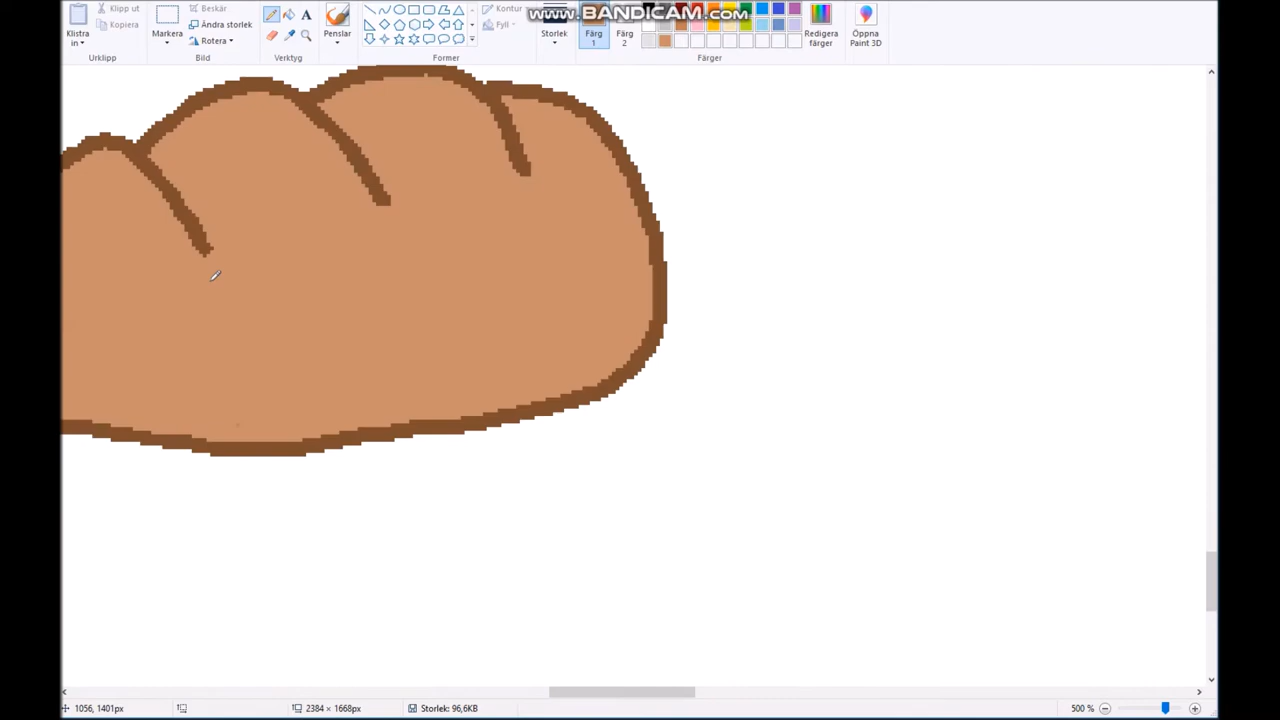 www.BANDICAM.com
Klistra in
Klipp ut
Kopiera
Urklipp
Markera
Beskär
Ändra storlek
Rotera
Bild
A
Verktyg
Penslar
Former
Kontur
Fyll
Storlek
Färg 1
Färg 2
Färger
Redigera färger
Öppna Paint 3D
1056, 1401px
2384 × 1668px
Storlek: 96,6KB
500 %